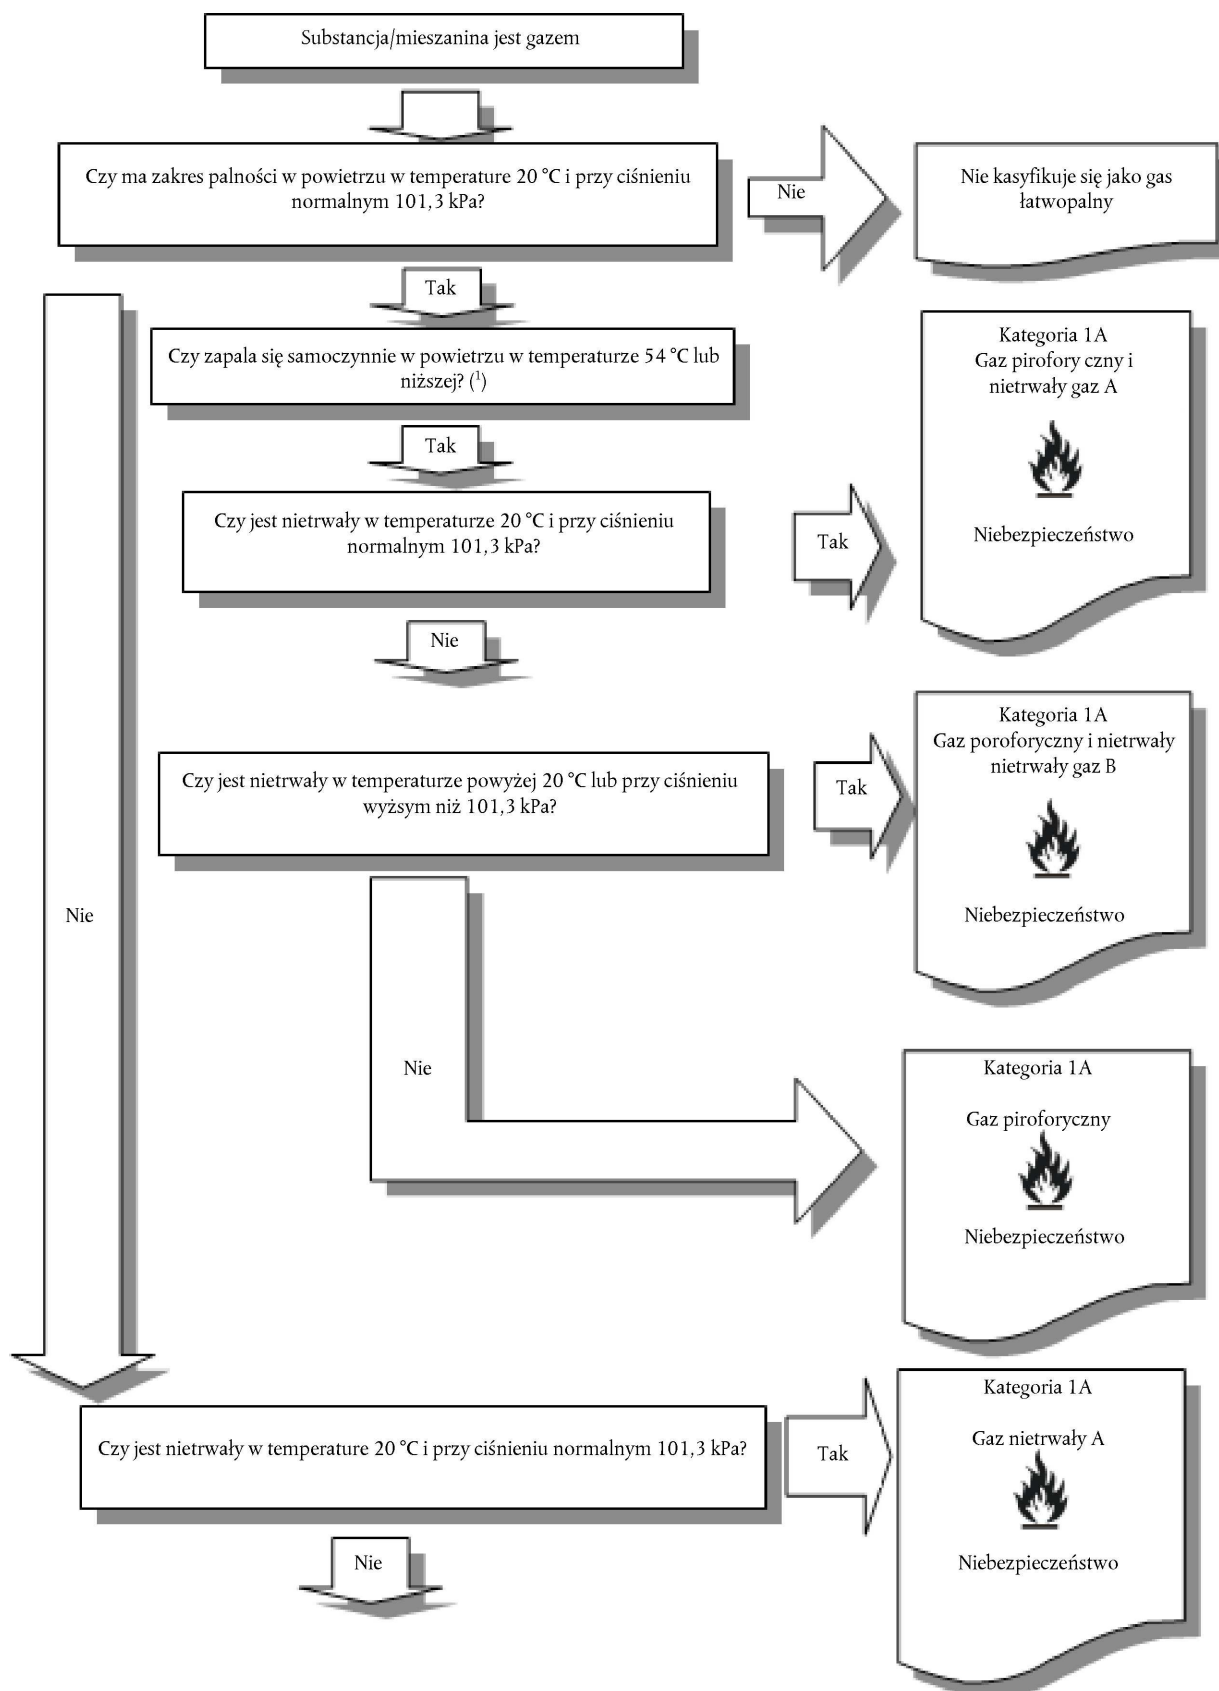 Substancja/mieszanina jest gazem
Czy ma zakres palności w powietrzu w temperature 20 °C i przy ciśnieniu
normalnym 101,3 kPa?
Nie
Nie kasyfikuje się jako gas
łatwopalny
Tak
Czy zapala się samoczynnie w powietrzu w temperaturze 54 °C lub
niższej? (¹)
Kategoria 1A
Gaz pirofory czny i
nietrwały gaz A
Niebezpieczeństwo
Tak
Czy jest nietrwały w temperaturze 20 °C i przy ciśnieniu
normalnym 101,3 kPa?
Tak
Nie
Czy jest nietrwały w temperaturze powyżej 20 °C lub przy ciśnieniu
wyżsym niż 101,3 kPa?
Tak
Kategoria 1A
Gaz poroforyczny i nietrwały
nietrwały gaz B
Niebezpieczeństwo
Nie
Nie
Kategoria 1A
Gaz piroforyczny
Niebezpieczeństwo
Czy jest nietrwały w temperature 20 °C i przy ciśnieniu normalnym 101,3 kPa?
Tak
Kategoria 1A
Gaz nietrwały A
Niebezpieczeństwo
Nie